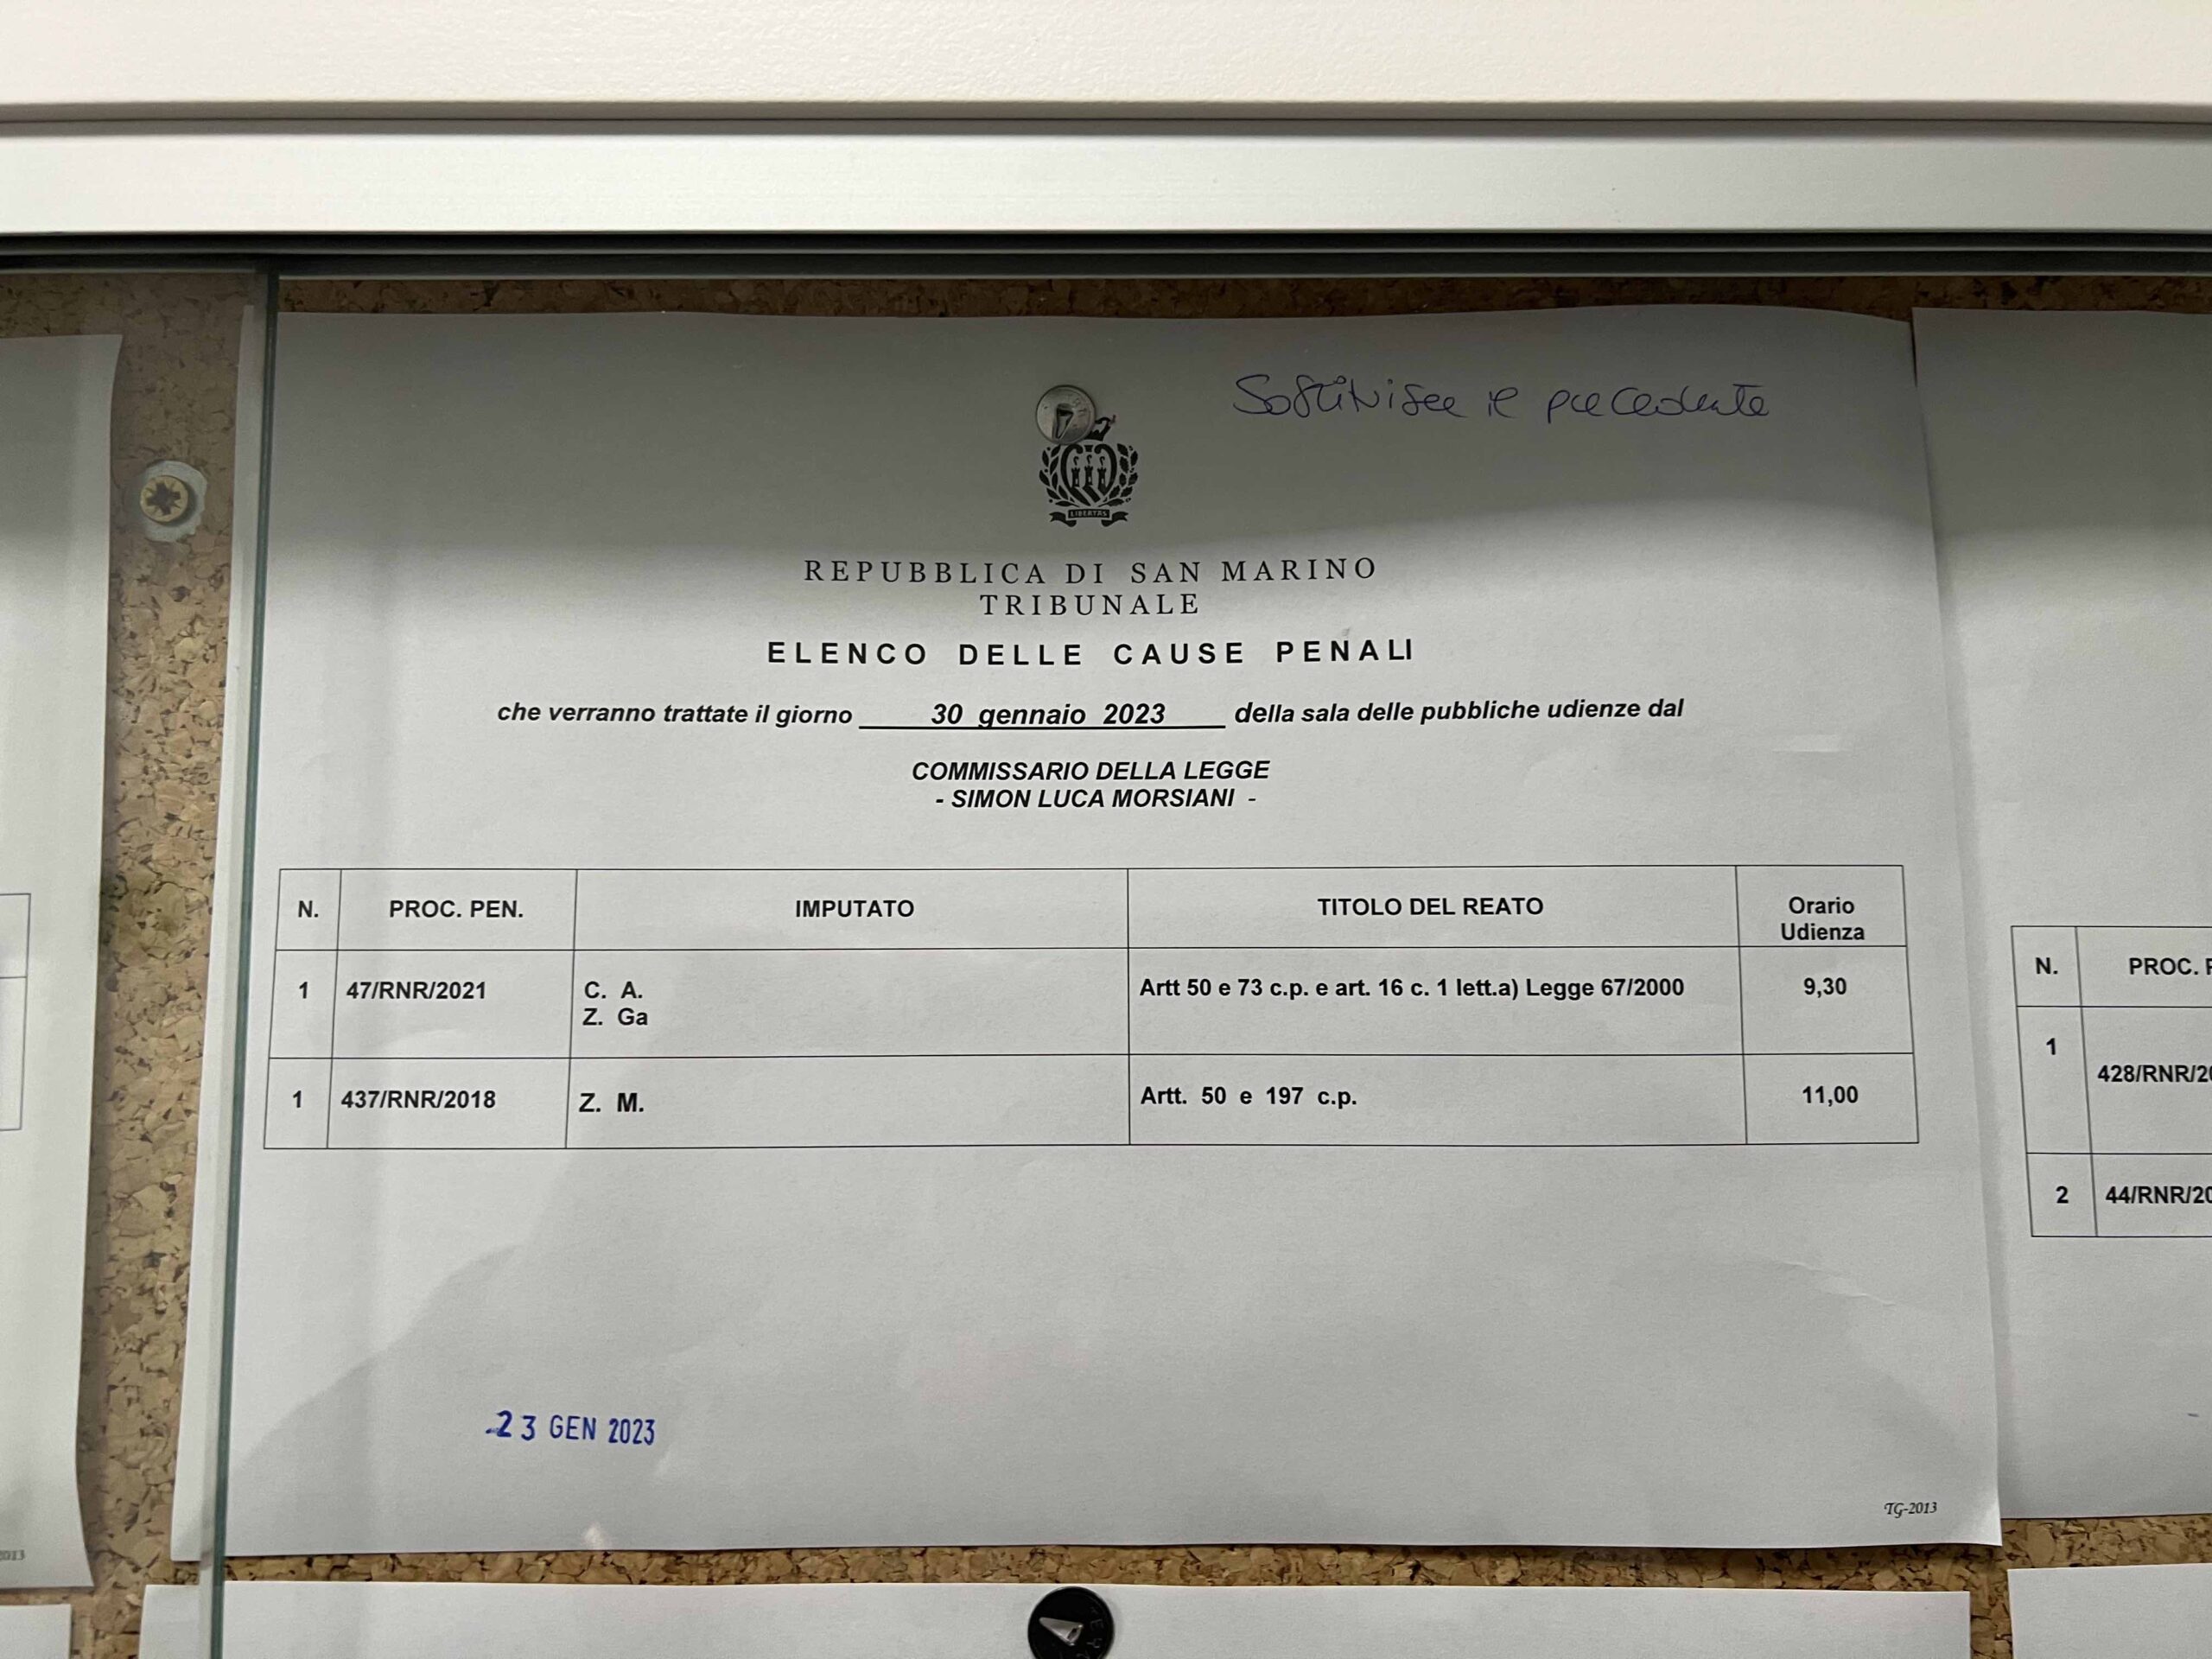 Sostituisce il precedente
LIBERTAS
REPUBBLICA DI SAN MARINO
TRIBUNALE
ELENCO DELLE CAUSE PENALI
che verranno trattate il giorno 30 gennaio 2023 della sala delle pubbliche udienze dal
COMMISSARIO DELLA LEGGE
- SIMON LUCA MORSIANI -
N. PROC. PEN. IMPUTATO TITOLO DEL REATO Orario
Udienza
1 47/RNR/2021 C. A. Artt 50 e 73 c.p. e art. 16 c. 1 lett.a) Legge 67/2000 9,30
Z. Ga
1 437/RNR/2018 Z. M. Artt. 50 e 197 c.p. 11,00
23 GEN 2023
TG-2013
N. PROC.
1
428/RNR/20
2 44/RNR/20
2013